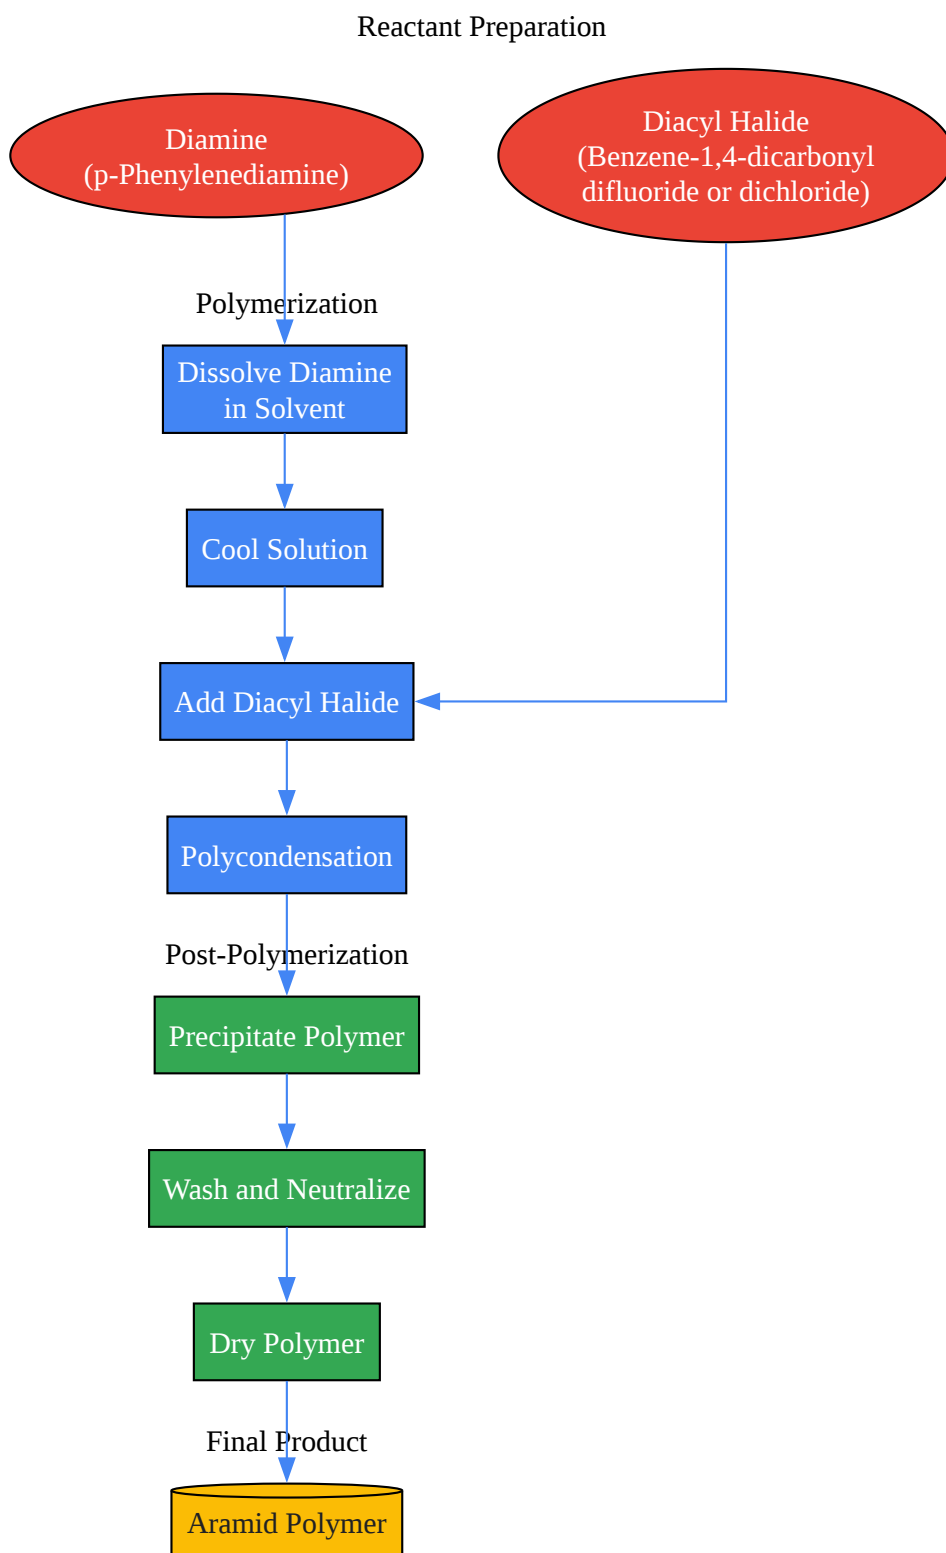 Reactant Preparation
Diamine
(p-Phenylenediamine)
Diacyl Halide
(Benzene-1,4-dicarbonyl
difluoride or dichloride)
Polymerization
Dissolve Diamine
in Solvent
Cool Solution
Add Diacyl Halide
Polycondensation
Post-Polymerization
Precipitate Polymer
Wash and Neutralize
Dry Polymer
Final Product
Aramid Polymer